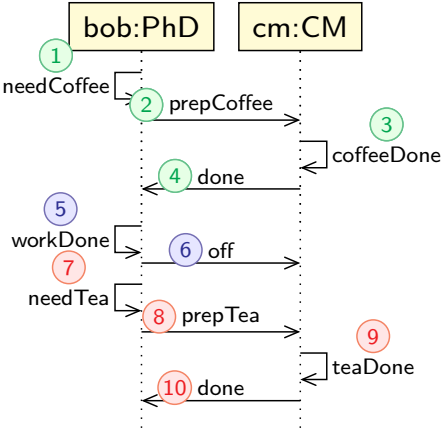 bob:PhD cm:CM
1
needCoffee
2 prepCoffee
3
coffeeDone
4 done
5
workDone
6 off
7
needTea
8 prepTea
9
teaDone
10 done